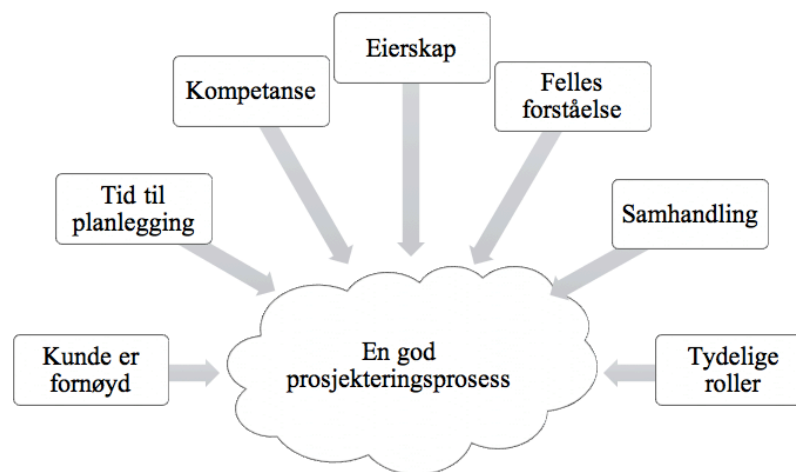 Eierskap
Kompetanse
Felles
forståelse
Tid til
planlegging
Samhandling
Kunde er
fornøyd
En god
prosjekteringsprosess
Tydelige
roller